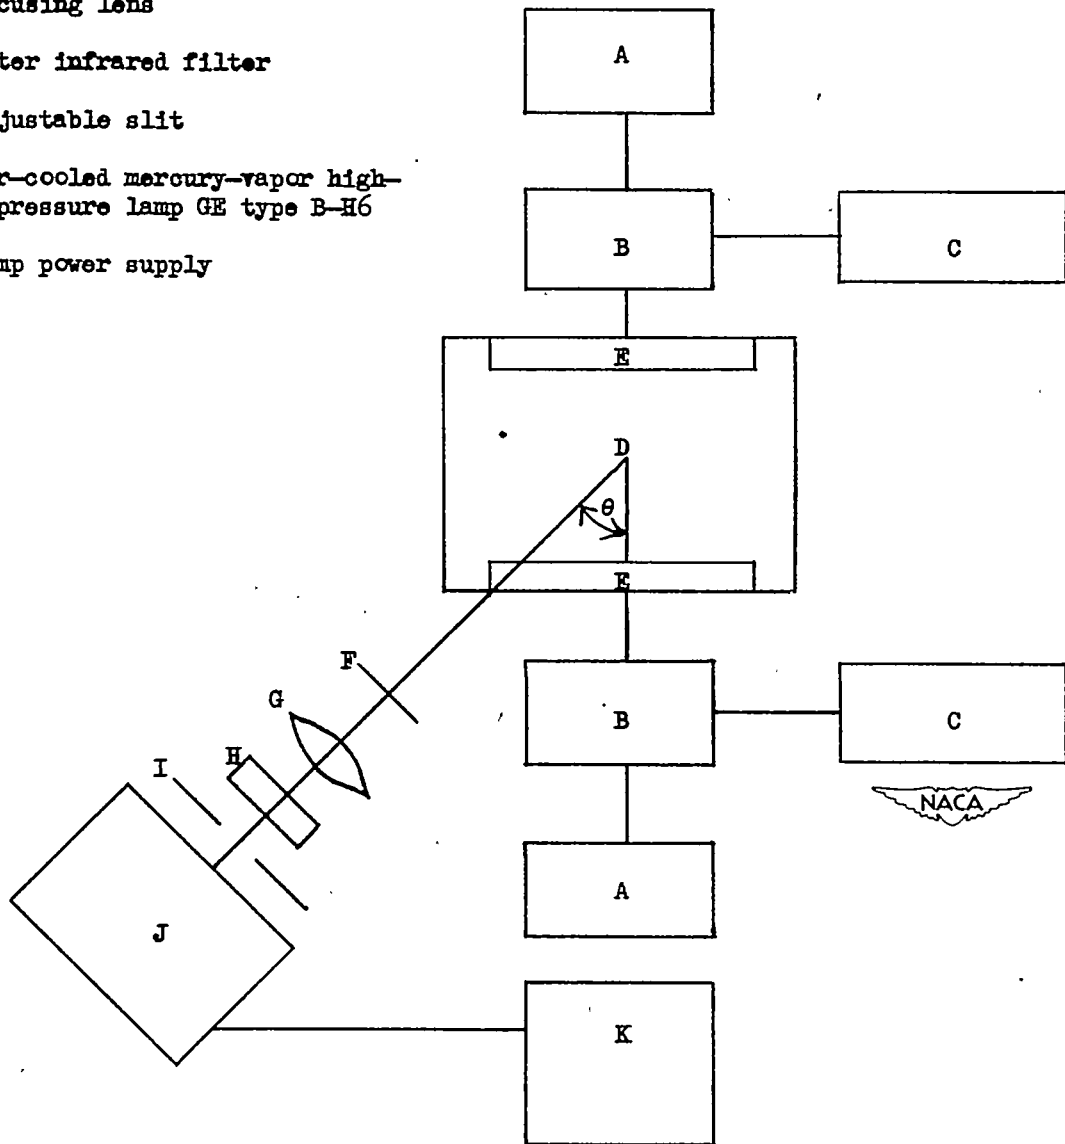 cusing lens
ter infrared filter
justable slit
r-cooled mercury-vapor high-
pressure lamp GE type B-H6
mp power supply
A
B
C
E
D
θ
E
F
G
B
C
H
I
NACA
A
J
K